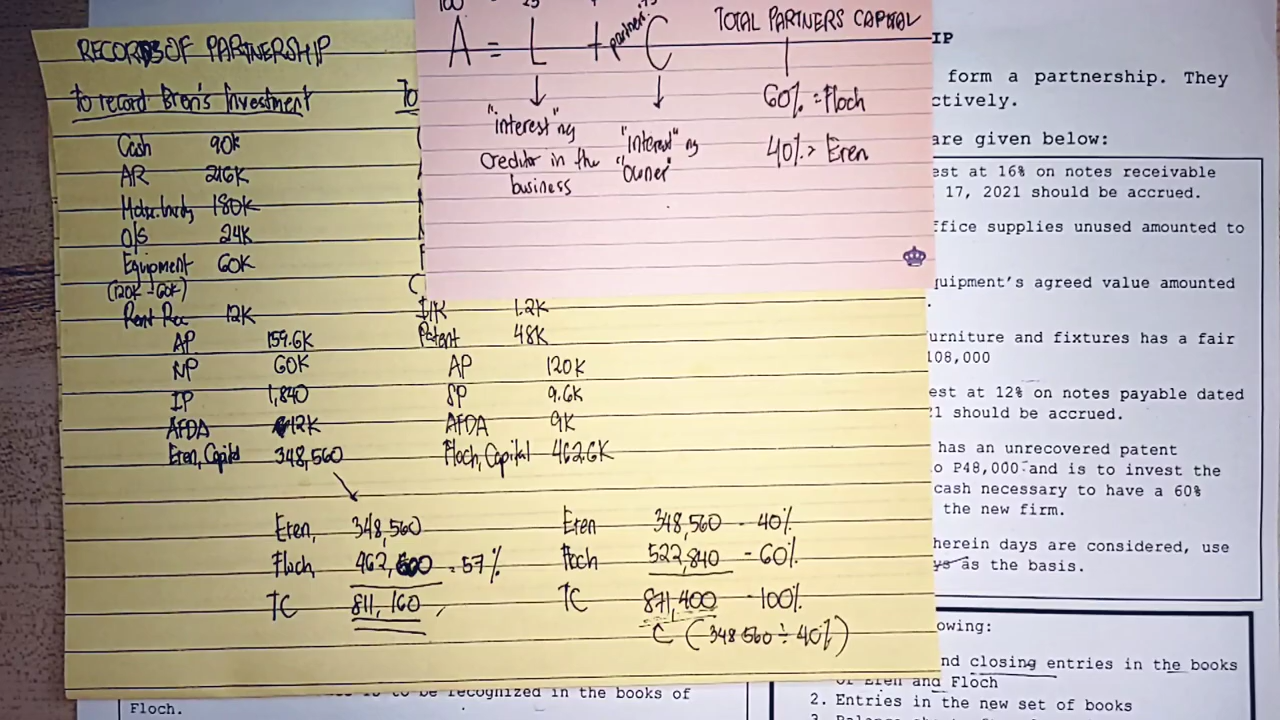 RECORDS OF PARTNERSHIP
To record Eren's Investment
Cash 90K
AR 216K
Mdse. Invty 180K
O/S 24K
Equipment 60K
(120K - 60K)
Rent Rec 12K
AP 159.6K
NP 60K
IP 1,840
AFDA 12K
Eren, Capital 348,560
To
1.2K
Patent 48K
AP 120K
SP 9.6K
AFDA 9K
Floch, Capital 462.6K
Eren, 348,560
Floch, 462,600 = 57%
TC 811,160
Eren 348,560 - 40%
Floch 522,840 - 60%
TC 871,400 - 100%
C (348 560 ÷ 40%)
A = L + partners' C
"interest" ng
creditor in the
business
"interest" ng
"owner"
TOTAL PARTNERS CAPITAL
60% = Floch
40% > Eren
IP
form a partnership. They
ctively.
are given below:
est at 16% on notes receivable
17, 2021 should be accrued.
ffice supplies unused amounted to
quipment's agreed value amounted
urniture and fixtures has a fair
108,000
est at 12% on notes payable dated
21 should be accrued.
has an unrecovered patent
o P48,000 and is to invest the
cash necessary to have a 60%
the new firm.
herein days are considered, use
ys as the basis.
owing:
nd closing entries in the books
of Eren and Floch
2. Entries in the new set of books
to be recognized in the books of
Floch.